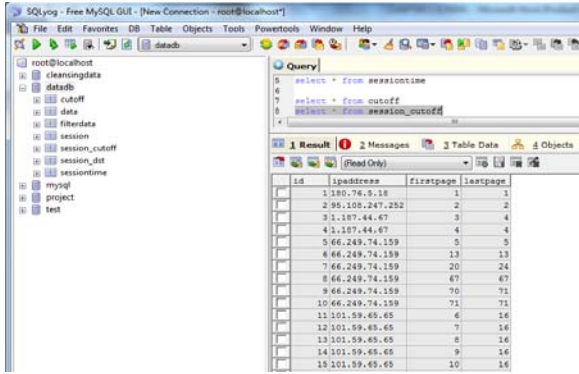 SQLyog - Free MySQL GUI - [New Connection - root@localhost*]
File Edit Favorites DB Table Objects Tools Powertools Window Help
datadb
root@localhost
cleansingdata
datadb
cutoff
data
filterdata
session
session_cutoff
session_dst
sessiontime
mysql
project
test
Query
5 select * from sessiontime
6
7 select * from cutoff
8 select * from session_cutoff
1 Result 2 Messages 3 Table Data 4 Objects
(Read Only)
id ipaddress firstpage lastpage
1 180.76.5.18 1 1
2 95.108.247.252 2 2
3 1.187.44.67 3 4
4 1.187.44.67 4 4
5 66.249.74.159 5 5
6 66.249.74.159 13 13
7 66.249.74.159 20 24
8 66.249.74.159 67 67
9 66.249.74.159 70 71
10 66.249.74.159 71 71
11 101.59.65.65 6 16
12 101.59.65.65 7 16
13 101.59.65.65 8 16
14 101.59.65.65 9 16
15 101.59.65.65 10 16